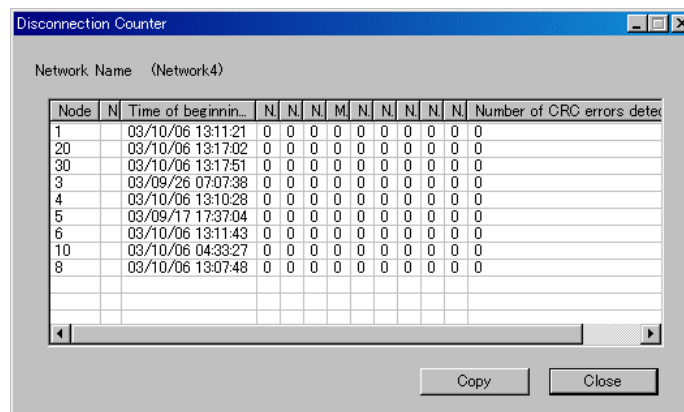 Disconnection Counter
Network Name (Network4)
Node N Time of beginnin... N. N. N. M. N. N. N. N. N. Number of CRC errors detec
1 03/10/06 13:11:21 0 0 0 0 0 0 0 0 0 0
20 03/10/06 13:17:02 0 0 0 0 0 0 0 0 0 0
30 03/10/06 13:17:51 0 0 0 0 0 0 0 0 0 0
3 03/09/26 07:07:38 0 0 0 0 0 0 0 0 0 0
4 03/10/06 13:10:28 0 0 0 0 0 0 0 0 0 0
5 03/09/17 17:37:04 0 0 0 0 0 0 0 0 0 0
6 03/10/06 13:11:43 0 0 0 0 0 0 0 0 0 0
10 03/10/06 04:33:27 0 0 0 0 0 0 0 0 0 0
8 03/10/06 13:07:48 0 0 0 0 0 0 0 0 0 0
Copy Close